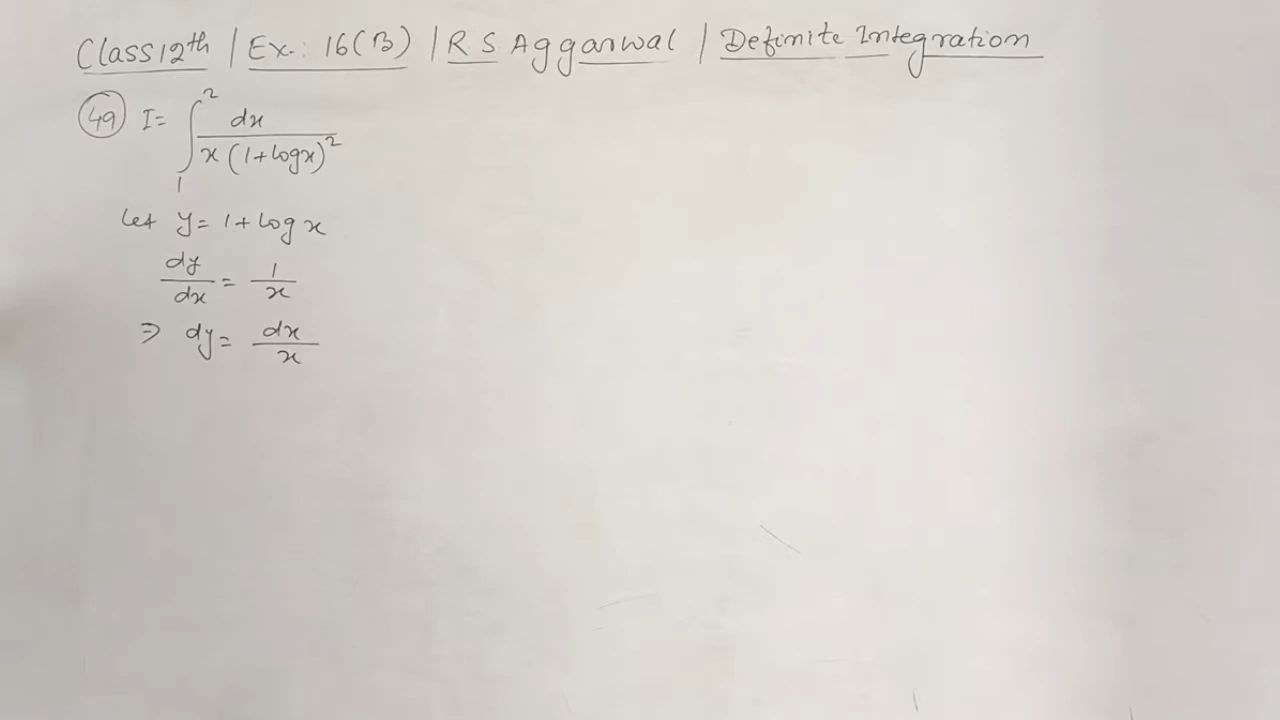 Class 12th | Ex.: 16(B) | R S Aggarwal | Definite Integration
(49) I = ∫₁² dx / x(1+logx)²
Let y = 1 + log x
dy/dx = 1/x
⇒ dy = dx/x